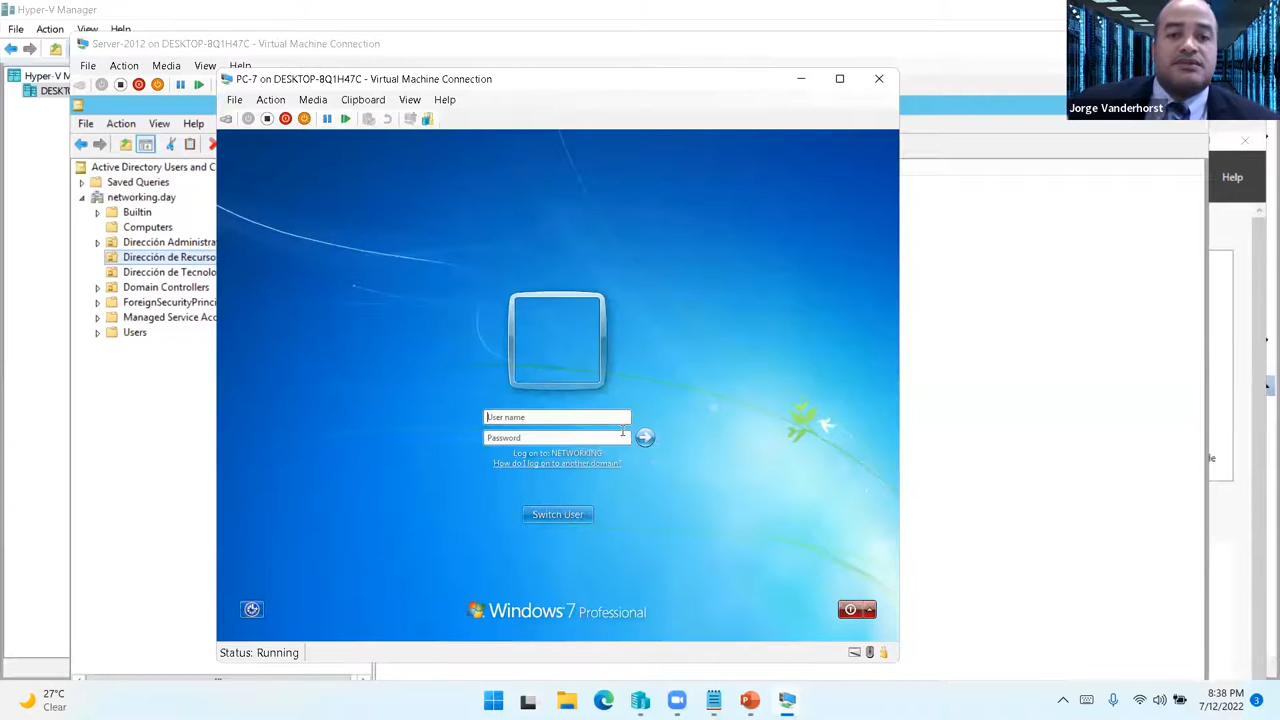 Hyper-V Manager
File Action View Help
Server-2012 on DESKTOP-8Q1H47C - Virtual Machine Connection
File Action Media View
PC-7 on DESKTOP-8Q1H47C - Virtual Machine Connection
File Action Media Clipboard View Help
Hyper-V M
DESKT
File Action View Help
Active Directory Users and C
Saved Queries
networking.day
Builtin
Computers
Dirección Administra
Dirección de Recurso
Dirección de Tecnolo
Domain Controllers
ForeignSecurityPrinci
Managed Service Acc
Users
User name
Password
Log on to: NETWORKING
How do I log on to another domain?
Switch User
Windows 7 Professional
Status: Running
Jorge Vanderhorst
Help
27°C
Clear
8:38 PM
7/12/2022
3